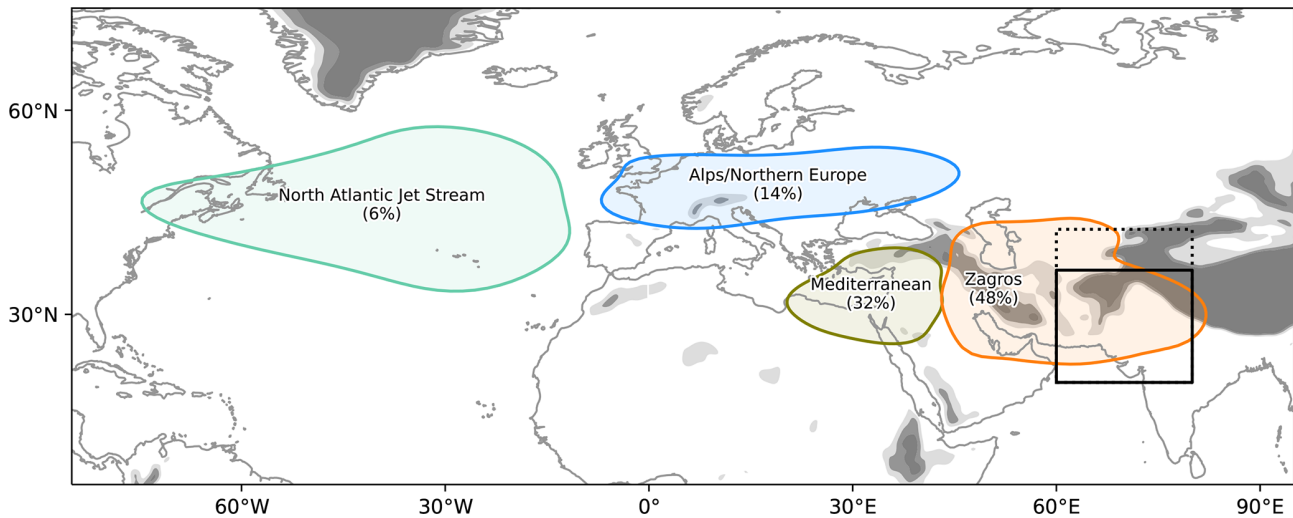 60°N
North Atlantic Jet Stream
(6%)
Alps/Northern Europe
(14%)
Mediterranean
(32%)
Zagros
(48%)
30°N
60°W
30°W
0°
30°E
60°E
90°E